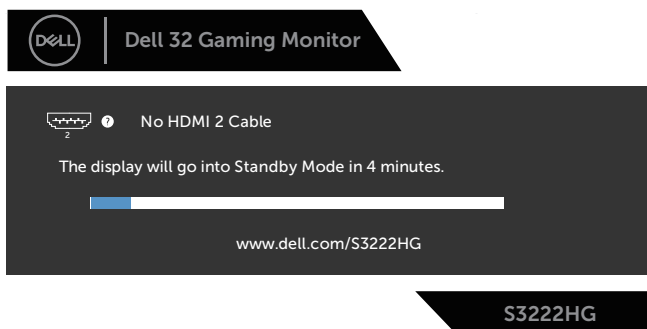 DELL
Dell 32 Gaming Monitor
? No HDMI 2 Cable
2
The display will go into Standby Mode in 4 minutes.
www.dell.com/S3222HG
S3222HG